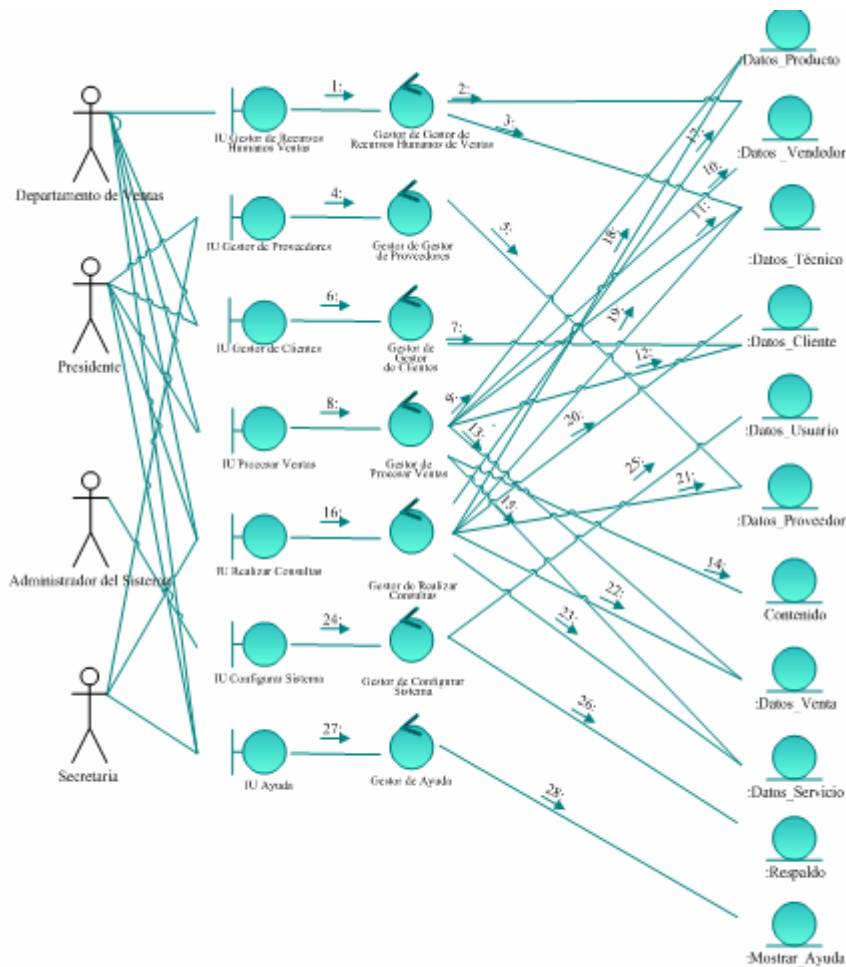 :Datos_Producto
1:
2:
IU Gestor de Recursos
Humanos Ventas
Gestor de Gestor de
Recursos Humanos de Ventas
3:
17:
:Datos_Vendedor
Departamento de Ventas
10:
4:
IU Gestor de Proveedores
Gestor de Gestor
de Proveedores
5:
18:
11:
:Datos_Técnico
6:
19:
Presidente
IU Gestor de Clientes
Gestor de
Gestor
de Clientes
7:
:Datos_Cliente
12:
8:
9:
13:
20:
IU Procesar Ventas
Gestor de
Procesar Ventas
:Datos_Usuario
25:
21:
16:
15:
:Datos_Proveedor
Administrador del Sistema
IU Realizar Consultas
Gestor de Realizar
Consultas
14:
Contenido
22:
24:
23:
IU Configurar Sistema
Gestor de Configurar
Sistema
:Datos_Venta
26:
27:
Secretaria
IU Ayuda
Gestor de Ayuda
:Datos_Servicio
28:
:Respaldo
:Mostrar_Ayuda